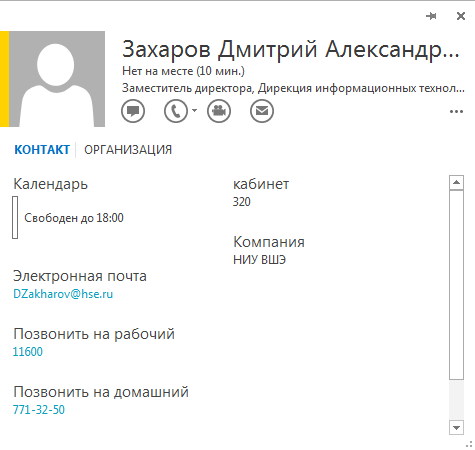 Захаров Дмитрий Александр...
Нет на месте (10 мин.)
Заместитель директора, Дирекция информационных технол...
КОНТАКТ ОРГАНИЗАЦИЯ
Календарь
Свободен до 18:00
кабинет
320
Компания
НИУ ВШЭ
Электронная почта
DZakharov@hse.ru
Позвонить на рабочий
11600
Позвонить на домашний
771-32-50